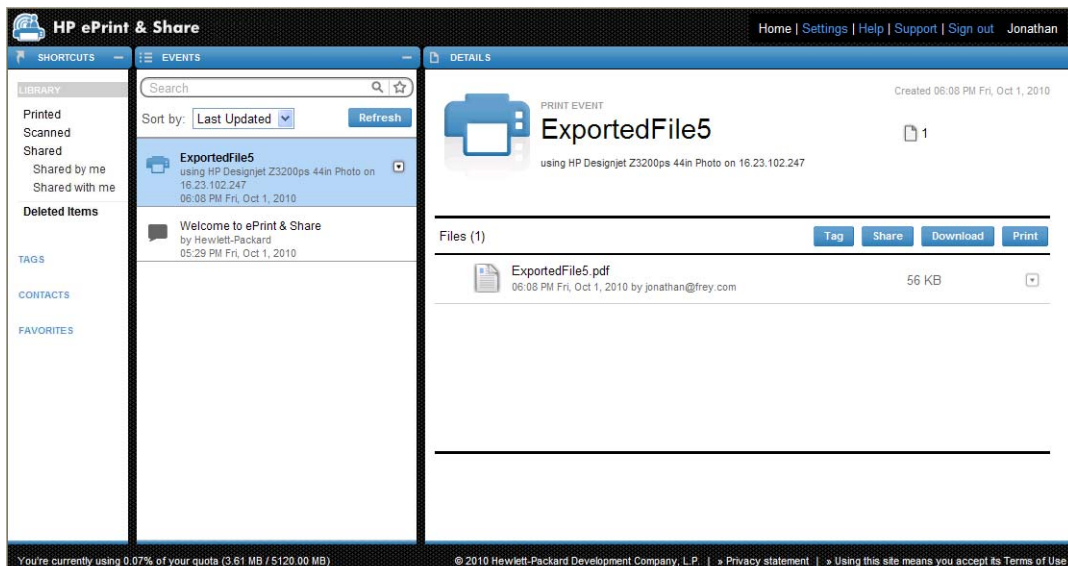 HP ePrint & Share
Home | Settings | Help | Support | Sign out Jonathan
SHORTCUTS
LIBRARY
Printed
Scanned
Shared
Shared by me
Shared with me
Deleted Items
TAGS
CONTACTS
FAVORITES
EVENTS
Search
Sort by: Last Updated Refresh
ExportedFile5
using HP Designjet Z3200ps 44in Photo on
16.23.102.247
06:08 PM Fri, Oct 1, 2010
Welcome to ePrint & Share
by Hewlett-Packard
05:29 PM Fri, Oct 1, 2010
DETAILS
Created 06:08 PM Fri, Oct 1, 2010
PRINT EVENT
ExportedFile5
1
using HP Designjet Z3200ps 44in Photo on 16.23.102.247
Files (1) Tag Share Download Print
ExportedFile5.pdf
56 KB
06:08 PM Fri, Oct 1, 2010 by jonathan@frey.com
You're currently using 0.07% of your quota (3.61 MB / 5120.00 MB)
© 2010 Hewlett-Packard Development Company, L.P. | » Privacy statement | » Using this site means you accept its Terms of Use